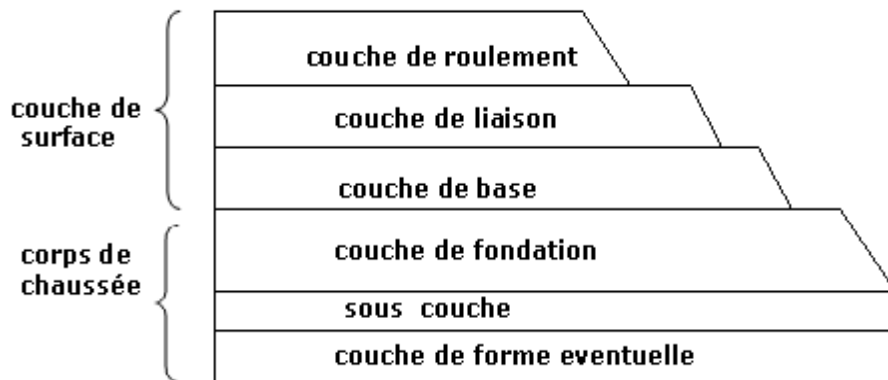 couche de roulement
couche de liaison
couche de
surface
couche de base
couche de fondation
corps de
chaussée
sous couche
couche de forme eventuelle